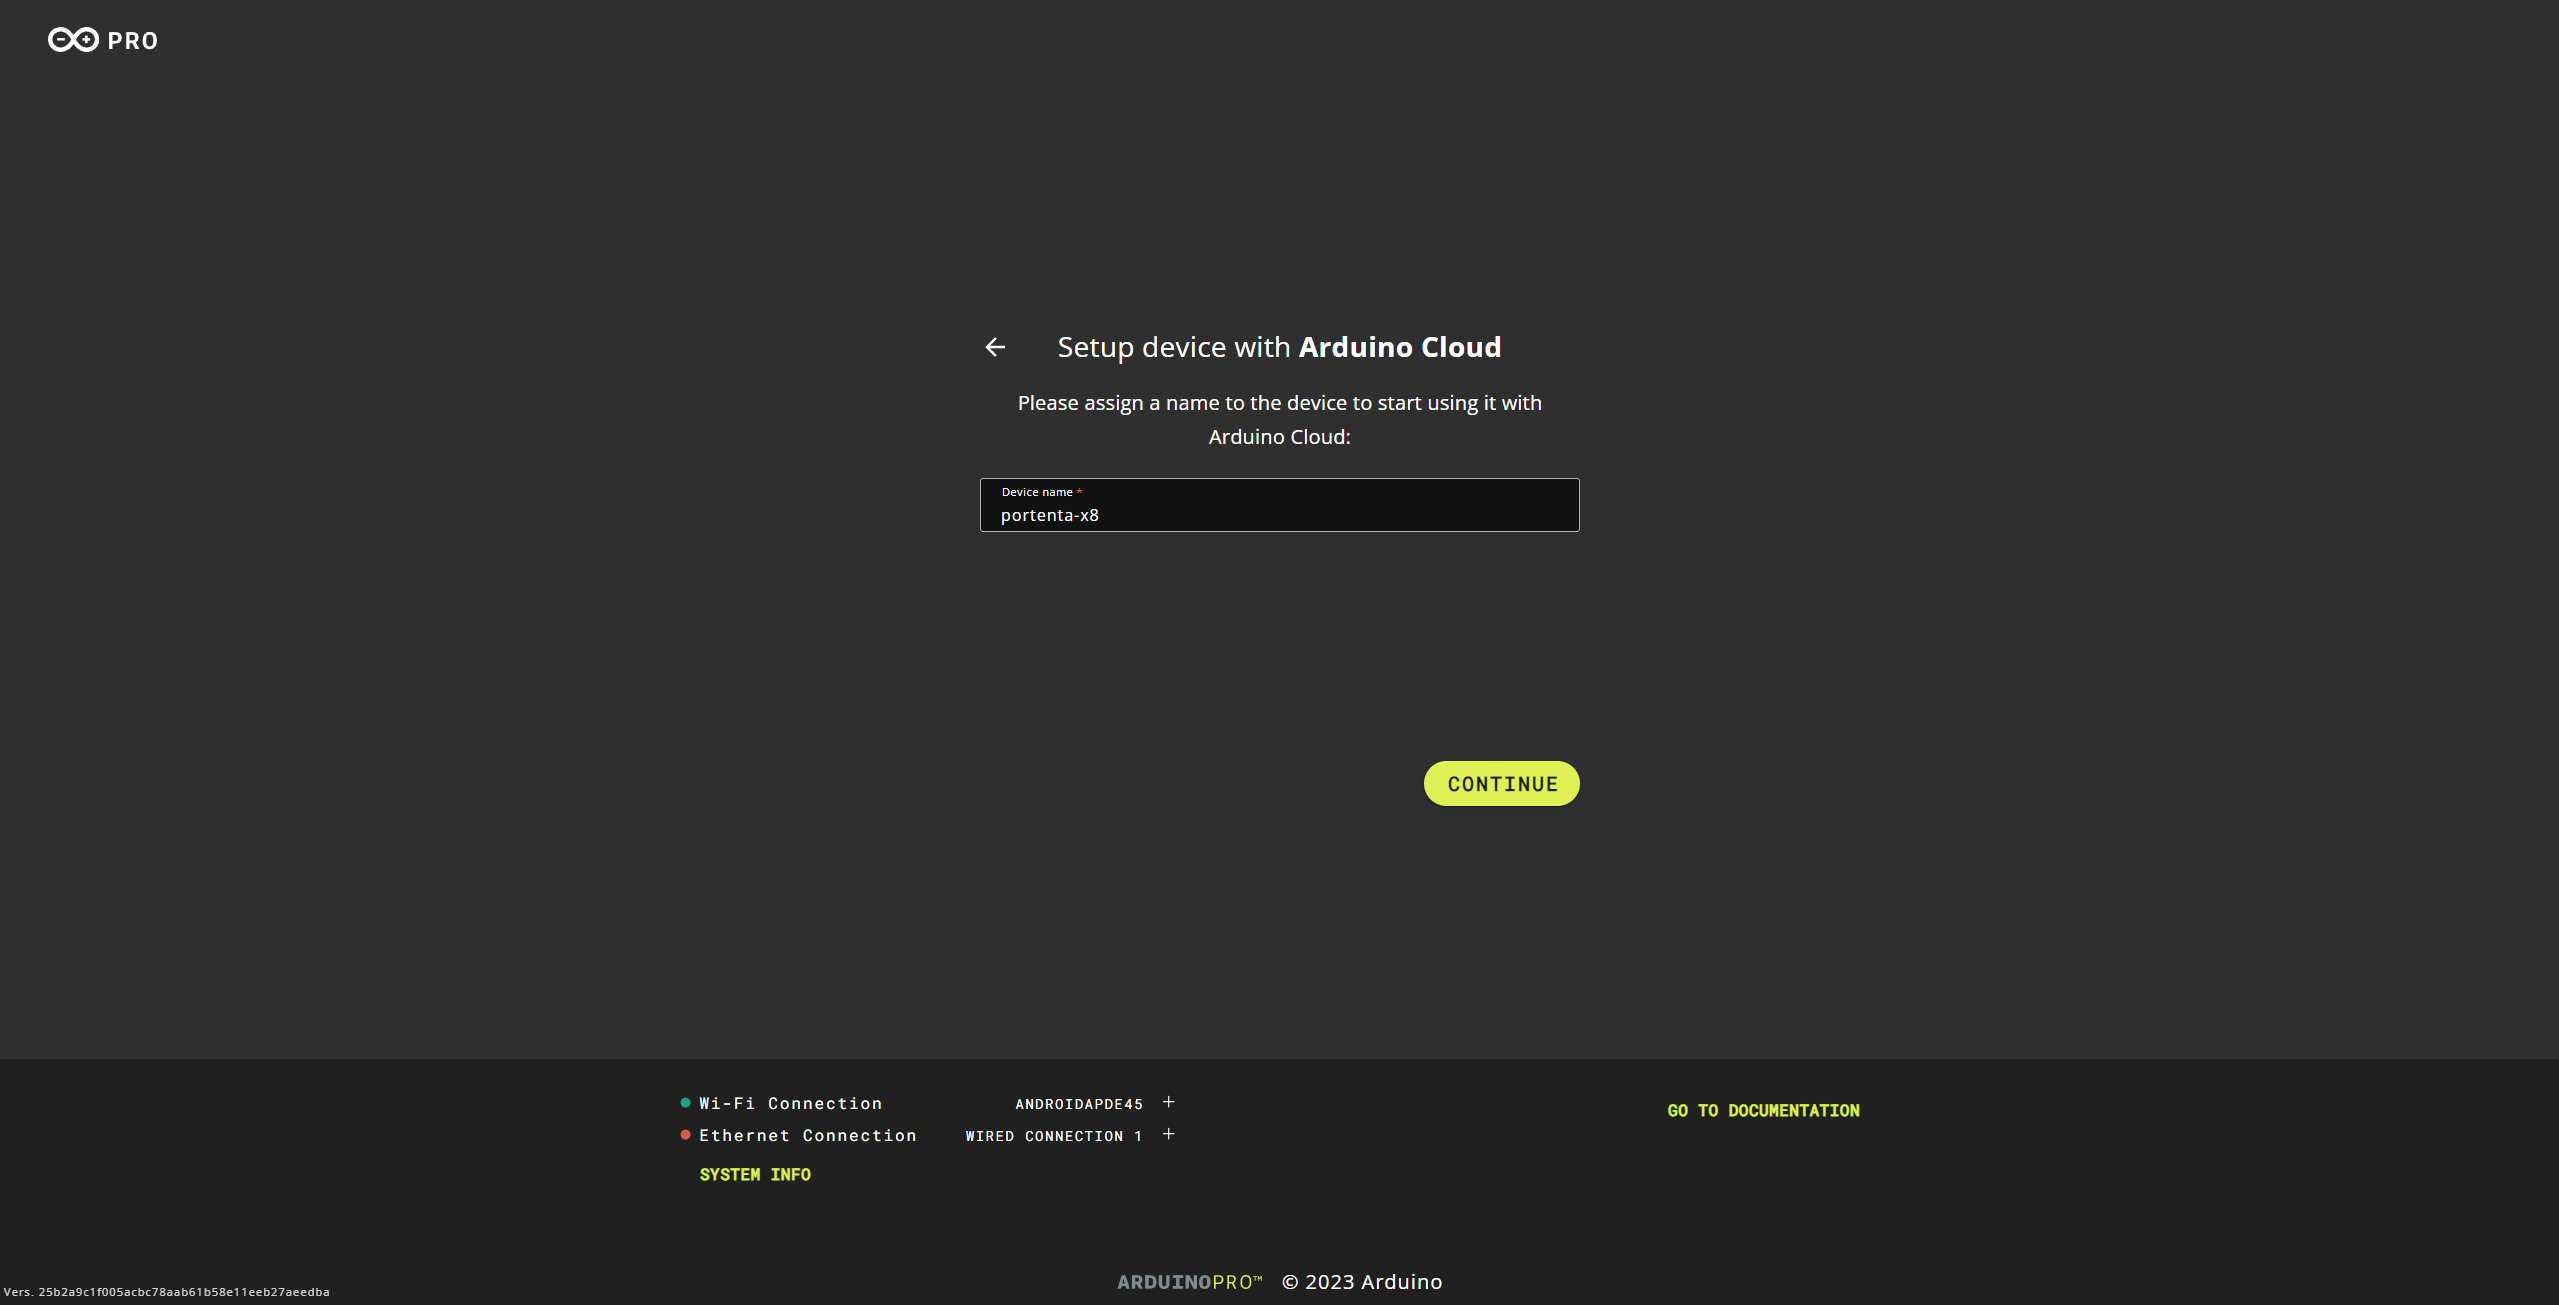 PRO
Setup device with Arduino Cloud
Please assign a name to the device to start using it with
Arduino Cloud:
Device name *
portenta-x8
CONTINUE
Wi-Fi Connection ANDROIDAPDE45 +
Ethernet Connection WIRED CONNECTION 1 +
SYSTEM INFO
GO TO DOCUMENTATION
ARDUINOPRO™ © 2023 Arduino
Vers. 25b2a9c1f005acbc78aab61b58e11eeb27aeedba